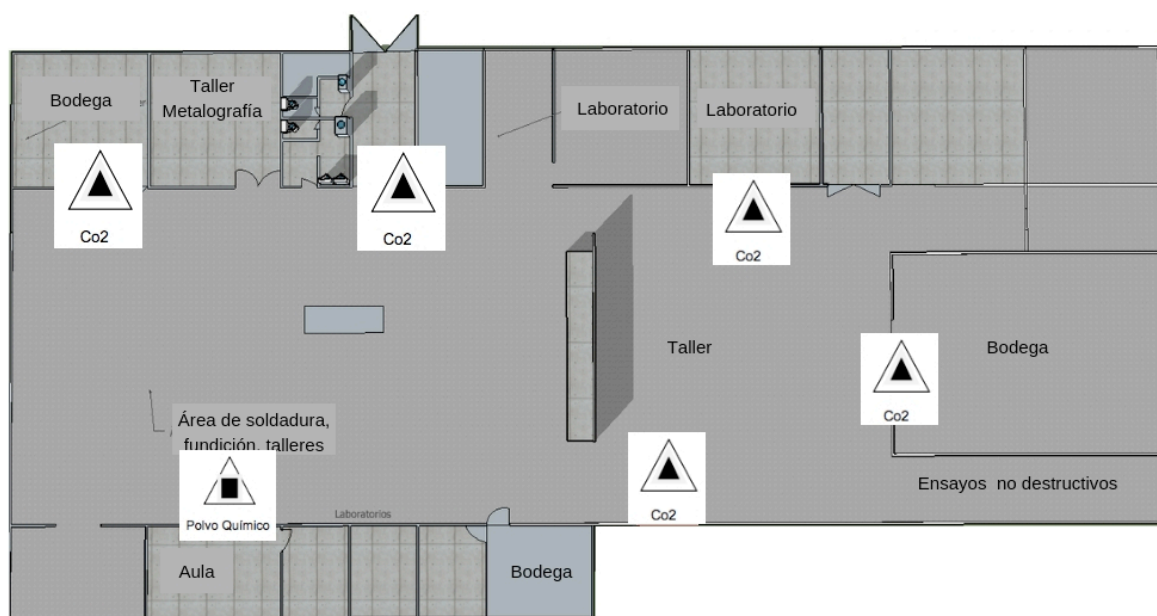 Bodega
Taller
Metalografía
Laboratorio
Laboratorio
Co2
Co2
Co2
Taller
Bodega
Co2
Área de soldadura,
fundición, talleres
Polvo Químico
Co2
Ensayos no destructivos
Laboratorios
Aula
Bodega